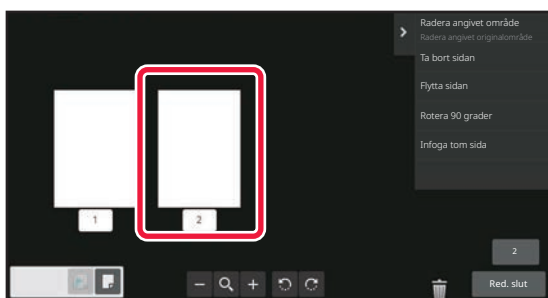 Radera angivet område
Radera angivet originalområde
Ta bort sidan
Flytta sidan
Rotera 90 grader
Infoga tom sida
1
2
2
Red. slut